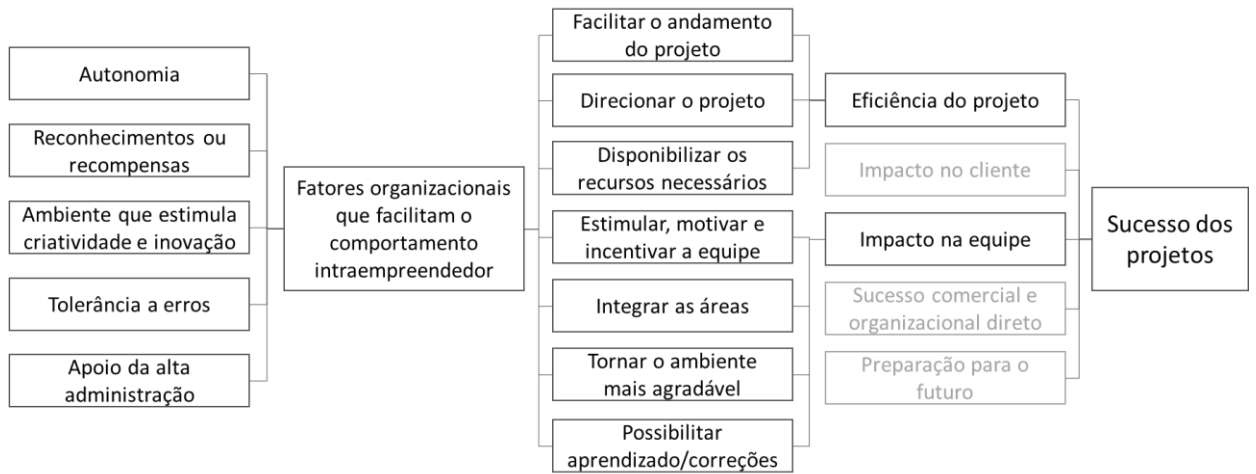 Autonomia
Reconhecimentos ou
recompensas
Ambiente que estimula
criatividade e inovação
Tolerância a erros
Apoio da alta
administração
Fatores organizacionais
que facilitam o
comportamento
intraempreendedor
Facilitar o andamento
do projeto
Direcionar o projeto
Disponibilizar os
recursos necessários
Estimular, motivar e
incentivar a equipe
Integrar as áreas
Tornar o ambiente
mais agradável
Possibilitar
aprendizado/correções
Eficiência do projeto
Impacto no cliente
Impacto na equipe
Sucesso comercial e
organizacional direto
Preparação para o
futuro
Sucesso dos
projetos